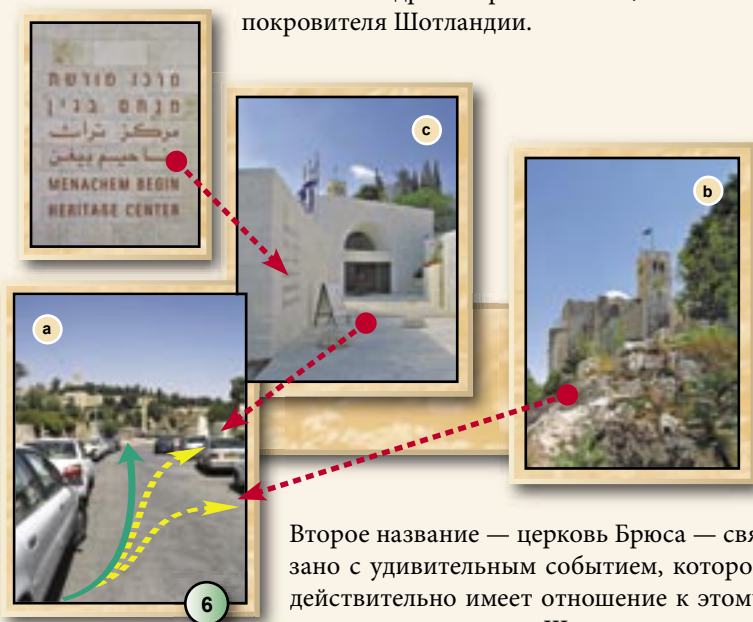 покровителя Шотландии.
מרכז מורשת
מנחם בגין
مركز تراث
مناحيم بيغن
MENACHEM BEGIN
HERITAGE CENTER
c
b
a
6
Второе название — церковь Брюса — свя
зано с удивительным событием, которо
действительно имеет отношение к этому